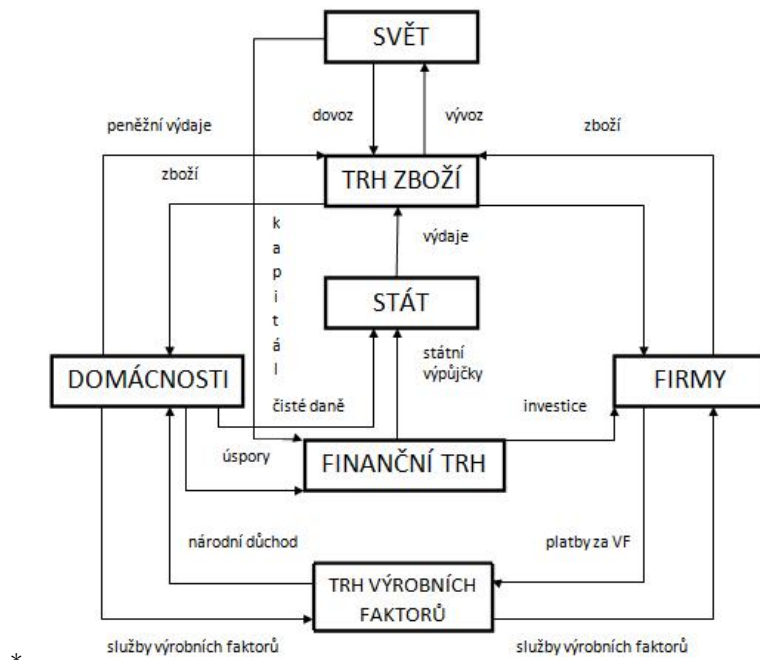 SVĚT
dovoz
vývoz
peněžní výdaje
zboží
zboží
TRH ZBOŽÍ
kapitál
výdaje
STÁT
státní
výpůjčky
DOMÁCNOSTI
FIRMY
čisté daně
investice
úspory
FINANČNÍ TRH
národní důchod
platby za VF
TRH VÝROBNÍCH
FAKTORŮ
služby výrobních faktorů
služby výrobních faktorů
*